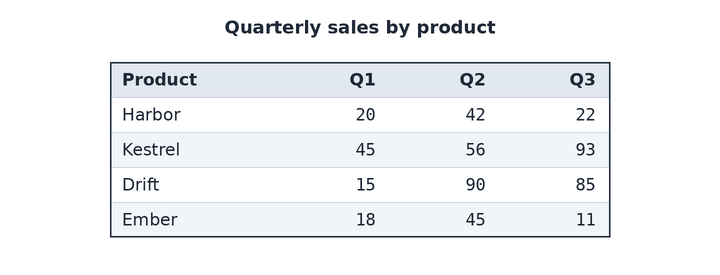 Quarterly sales by product
Product Q1 Q2 Q3
Harbor 20 42 22
Kestrel 45 56 93
Drift 15 90 85
Ember 18 45 11